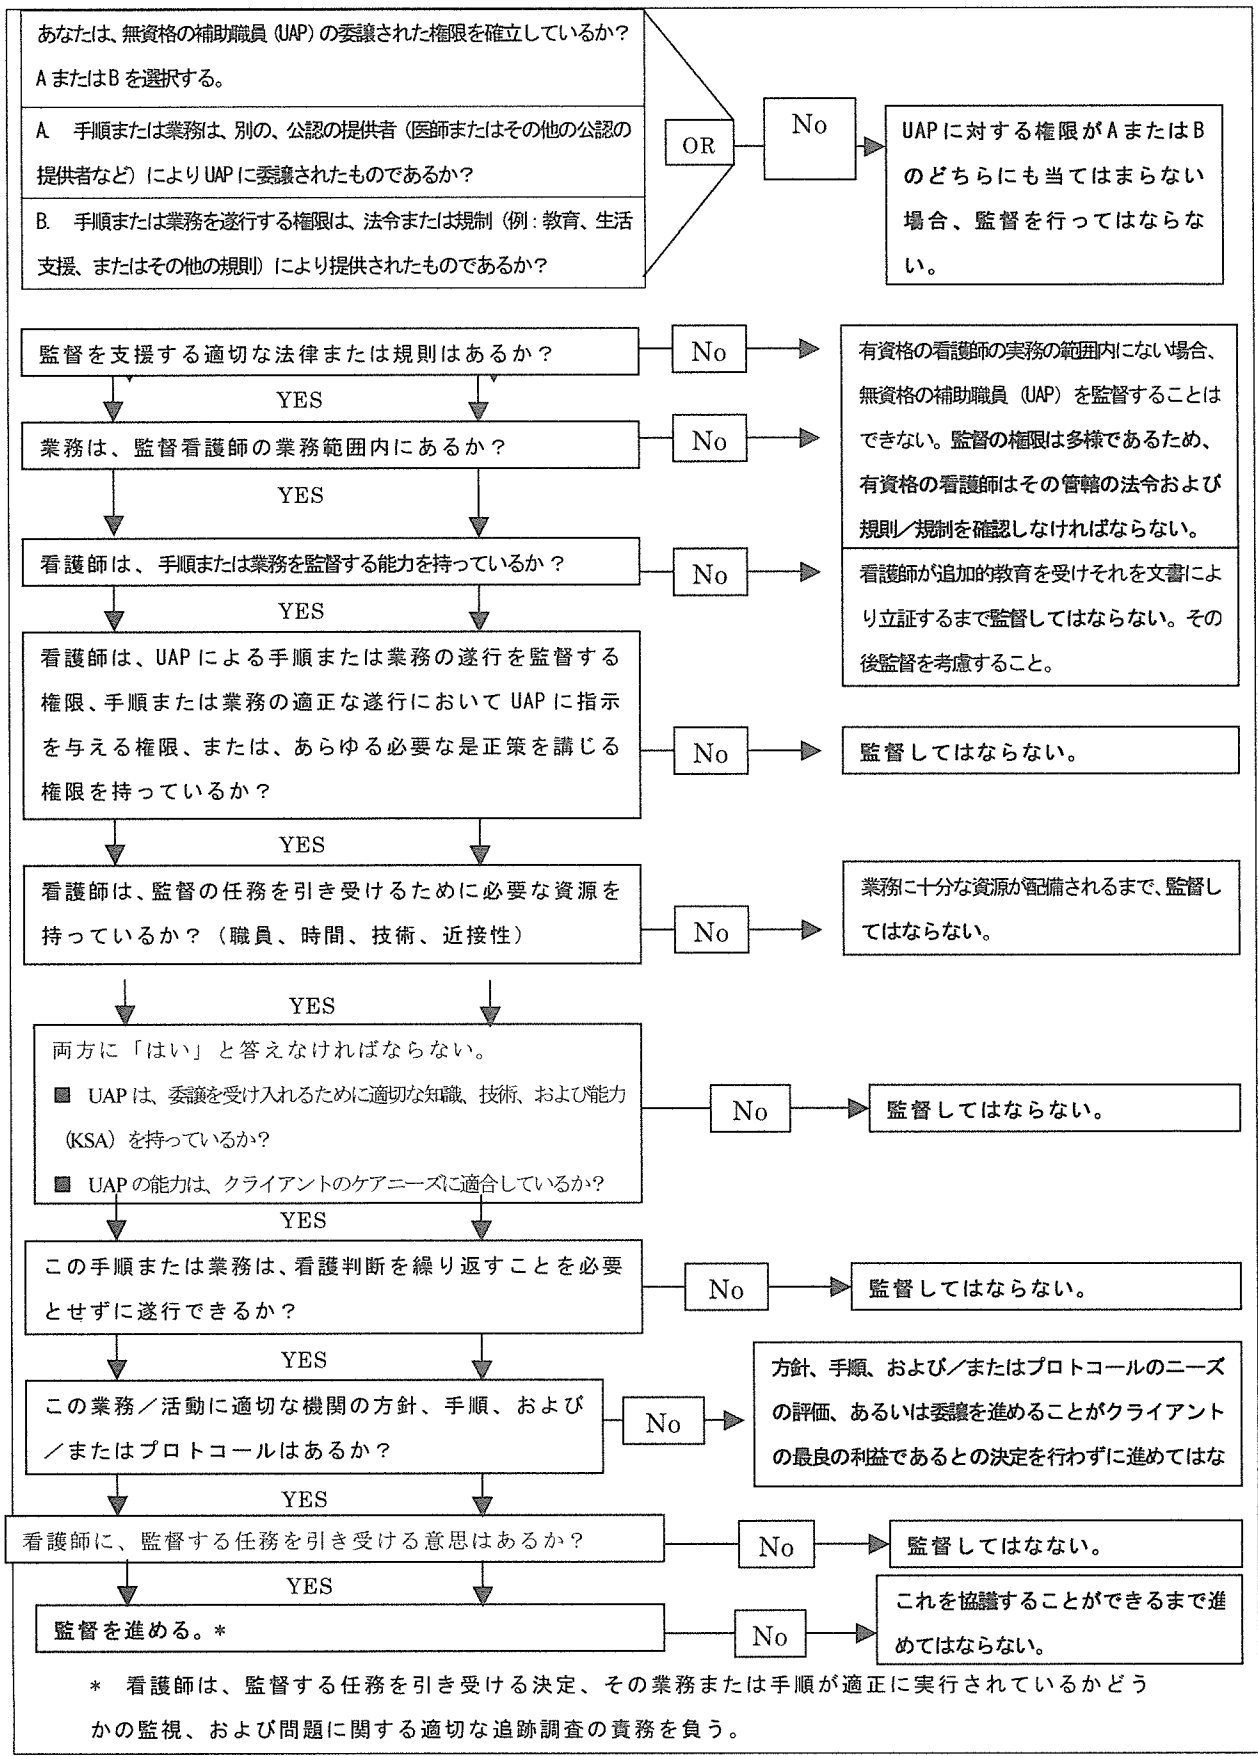 あなたは、無資格の補助職員（UAP）の委譲された権限を確立しているか？
AまたはBを選択する。
A. 手順または業務は、別の、公認の提供者（医師またはその他の公認の
提供者など）によりUAPに委譲されたものであるか？
B. 手順または業務を遂行する権限は、法令または規制（例：教育、生活
支援、またはその他の規則）により提供されたものであるか？
OR
No
UAPに対する権限がAまたはB
のどちらにも当てはまらない
場合、監督を行ってはならな
い。
監督を支援する適切な法律または規則はあるか？
No
有資格の看護師の実務の範囲内にない場合、
無資格の補助職員（UAP）を監督することは
できない。監督の権限は多様であるため、
有資格の看護師はその管轄の法令および
規則／規制を確認しなければならない。
YES
業務は、監督看護師の業務範囲内にあるか？
No
YES
看護師は、手順または業務を監督する能力を持っているか？
No
看護師が追加的教育を受けそれを文書によ
り立証するまで監督してはならない。その
後監督を考慮すること。
YES
看護師は、UAPによる手順または業務の遂行を監督する
権限、手順または業務の適正な遂行においてUAPに指示
を与える権限、または、あらゆる必要な是正策を講じる
権限を持っているか？
No
監督してはならない。
YES
看護師は、監督の任務を引き受けるために必要な資源を
持っているか？（職員、時間、技術、近接性）
No
業務に十分な資源が配備されるまで、監督し
てはならない。
YES
両方に「はい」と答えなければならない。
■ UAPは、委譲を受け入れるために適切な知識、技術、および能力
（KSA）を持っているか？
■ UAPの能力は、クライアントのケアニーズに適合しているか？
No
監督してはならない。
YES
この手順または業務は、看護判断を繰り返すことを必要
とせずに遂行できるか？
No
監督してはならない。
YES
この業務／活動に適切な機関の方針、手順、および
／またはプロトコールはあるか？
No
方針、手順、および／またはプロトコールのニーズ
の評価、あるいは委譲を進めることがクライアント
の最良の利益であるとの決定を行わずに進めてはな
YES
看護師に、監督する任務を引き受ける意思はあるか？
No
監督してはなない。
YES
監督を進める。*
No
これを協議することができるまで進
めてはならない。
* 看護師は、監督する任務を引き受ける決定、その業務または手順が適正に実行されているかどう
かの監視、および問題に関する適切な追跡調査の責務を負う。